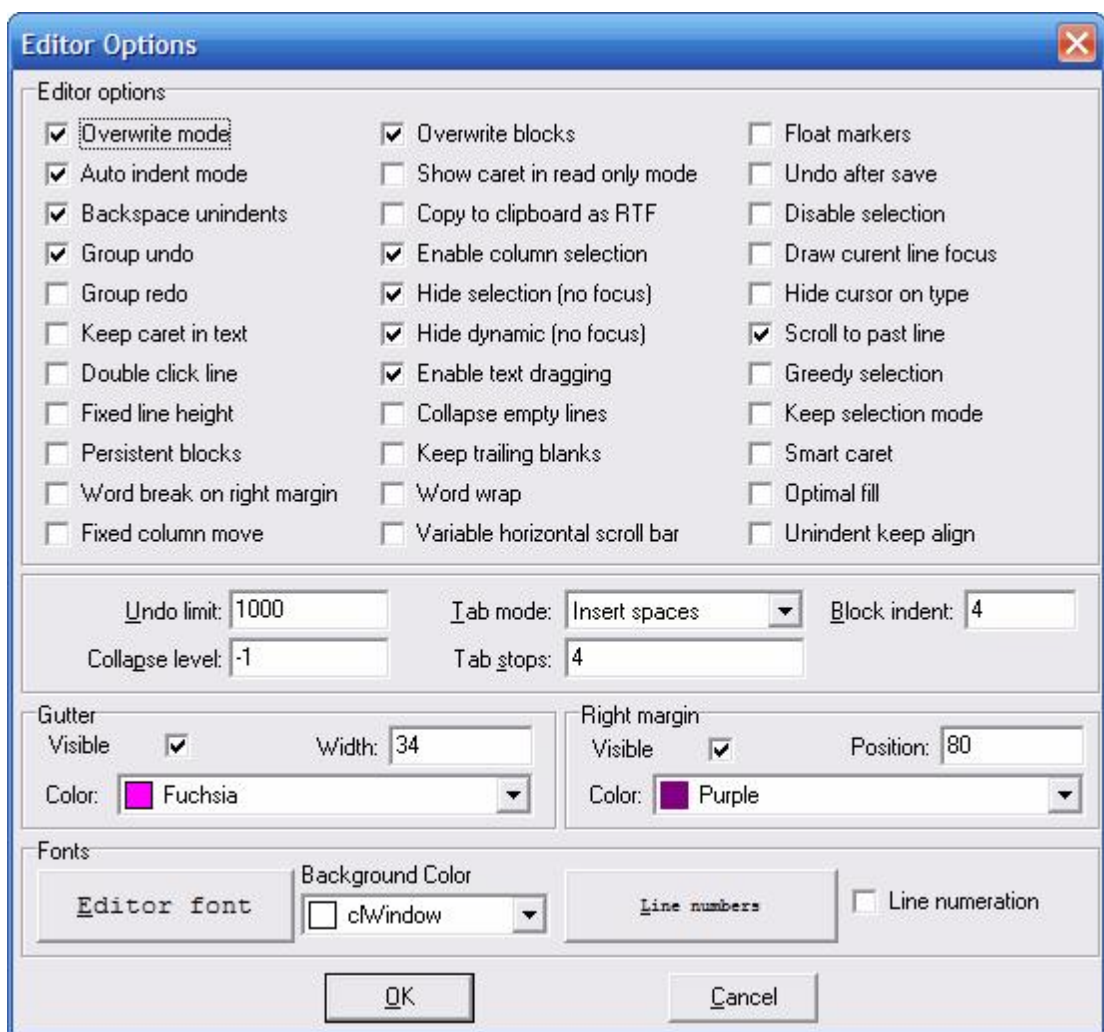 Editor Options
Editor options
Overwrite mode Overwrite blocks Float markers
Auto indent mode Show caret in read only mode Undo after save
Backspace unindents Copy to clipboard as RTF Disable selection
Group undo Enable column selection Draw curent line focus
Group redo Hide selection (no focus) Hide cursor on type
Keep caret in text Hide dynamic (no focus) Scroll to past line
Double click line Enable text dragging Greedy selection
Fixed line height Collapse empty lines Keep selection mode
Persistent blocks Keep trailing blanks Smart caret
Word break on right margin Word wrap Optimal fill
Fixed column move Variable horizontal scroll bar Unindent keep align
Undo limit: 1000 Tab mode: Insert spaces Block indent: 4
Collapse level: -1 Tab stops: 4
Gutter Right margin
Visible Width: 34 Visible Position: 80
Color: Fuchsia Color: Purple
Fonts
Background Color
Editor font clWindow Line numbers Line numeration
OK Cancel